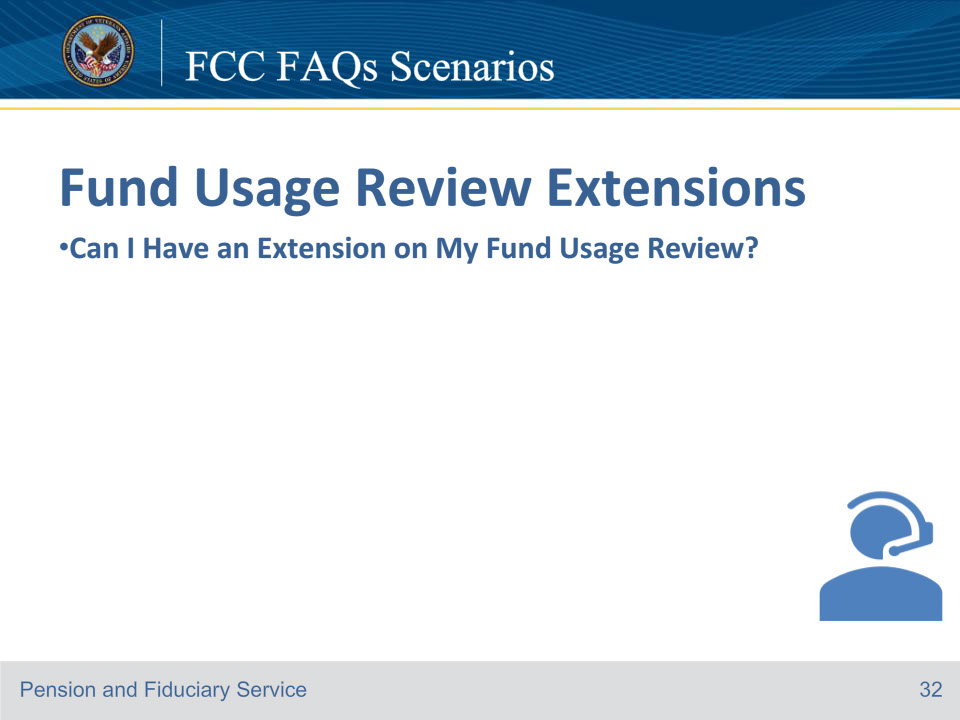 FCC FAQs Scenarios
Fund Usage Review Extensions
•Can I Have an Extension on My Fund Usage Review?
Pension and Fiduciary Service
32